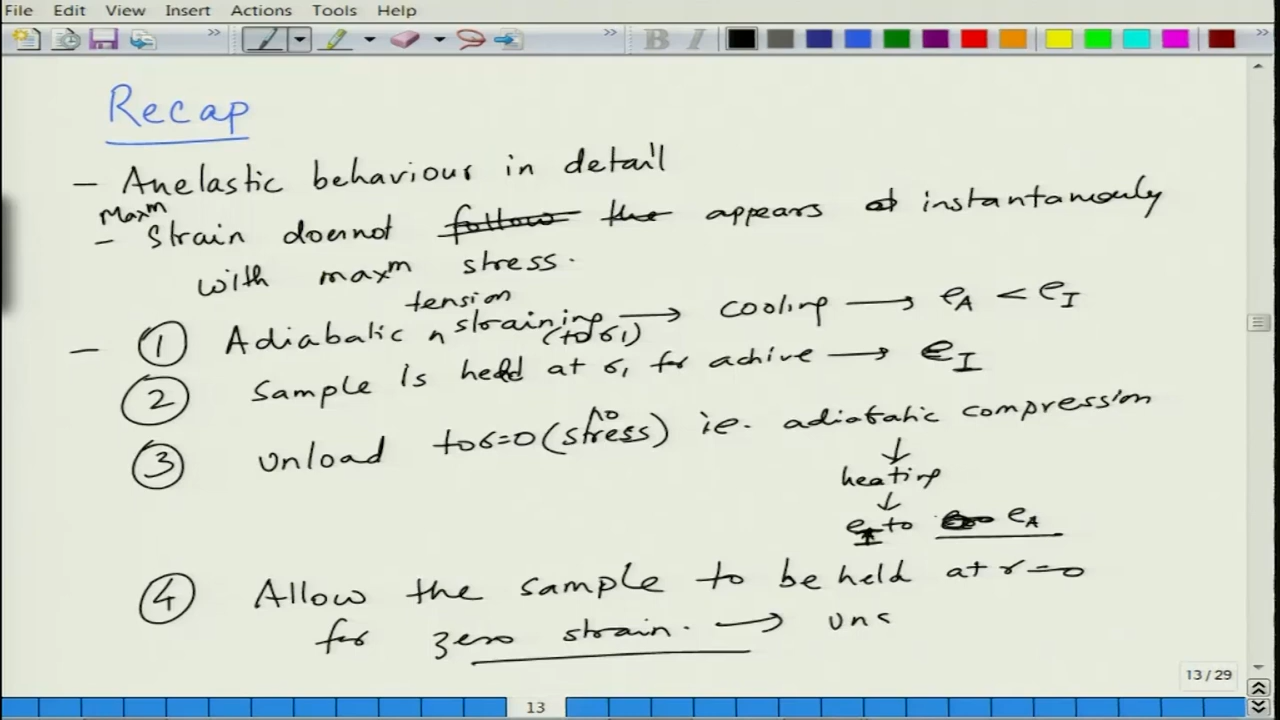 File Edit View Insert Actions Tools Help
Recap
- Anelastic behaviour in detail
- Maxm Strain doesnot follow the appears at instantaneously
with maxm stress.
- ① Adiabatic tension straining (to σ1) → cooling → eA < eI
② Sample is held at σ1 for achive → eI
③ Unload to σ=0 (no stress) ie. adiabatic compression
↓
heating
↓
eI to eA
④ Allow the sample to be held at σ=0
for zero strain. → uns
13 / 29
13